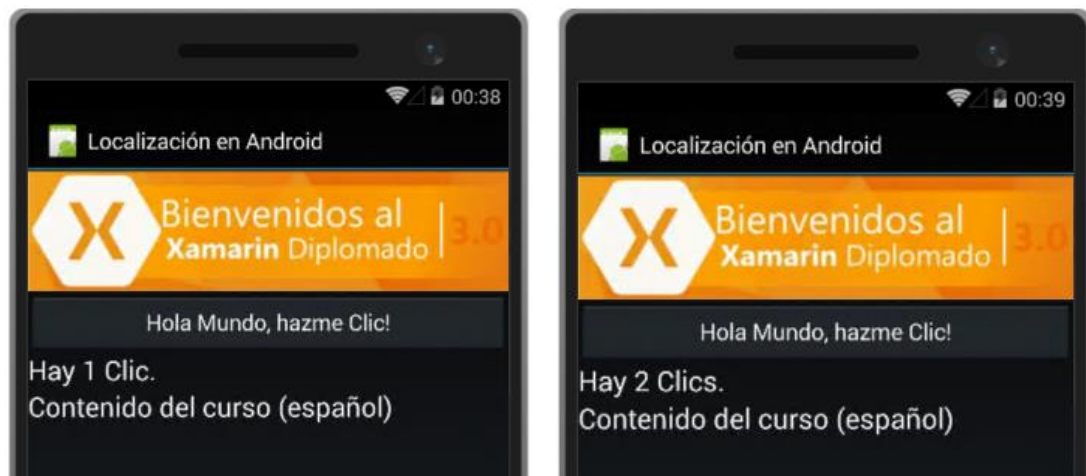 00:38
Localización en Android
X
Bienvenidos al
Xamarin Diplomado
3.0
Hola Mundo, hazme Clic!
Hay 1 Clic.
Contenido del curso (español)
00:39
Localización en Android
X
Bienvenidos al
Xamarin Diplomado
3.0
Hola Mundo, hazme Clic!
Hay 2 Clics.
Contenido del curso (español)